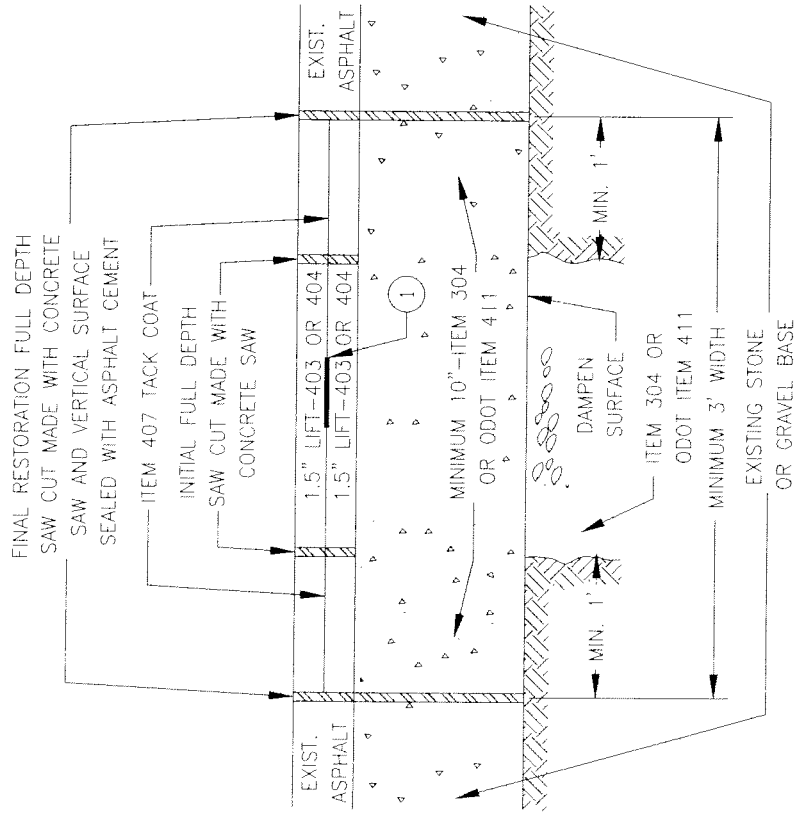 FINAL RESTORATION FULL DEPTH
SAW CUT MADE WITH CONCRETE
SAW AND VERTICAL SURFACE
SEALED WITH ASPHALT CEMENT
ITEM 407 TACK COAT
INITIAL FULL DEPTH
SAW CUT MADE WITH
CONCRETE SAW
EXIST.
ASPHALT
1.5" LIFT-403 OR 404
1.5" LIFT-403 OR 404
EXIST.
ASPHALT
1
MINIMUM 10"-ITEM 304
OR ODOT ITEM 411
DAMPEN
SURFACE
MIN. 1'
MIN. 1'
ITEM 304 OR
ODOT ITEM 411
MINIMUM 3' WIDTH
EXISTING STONE
OR GRAVEL BASE